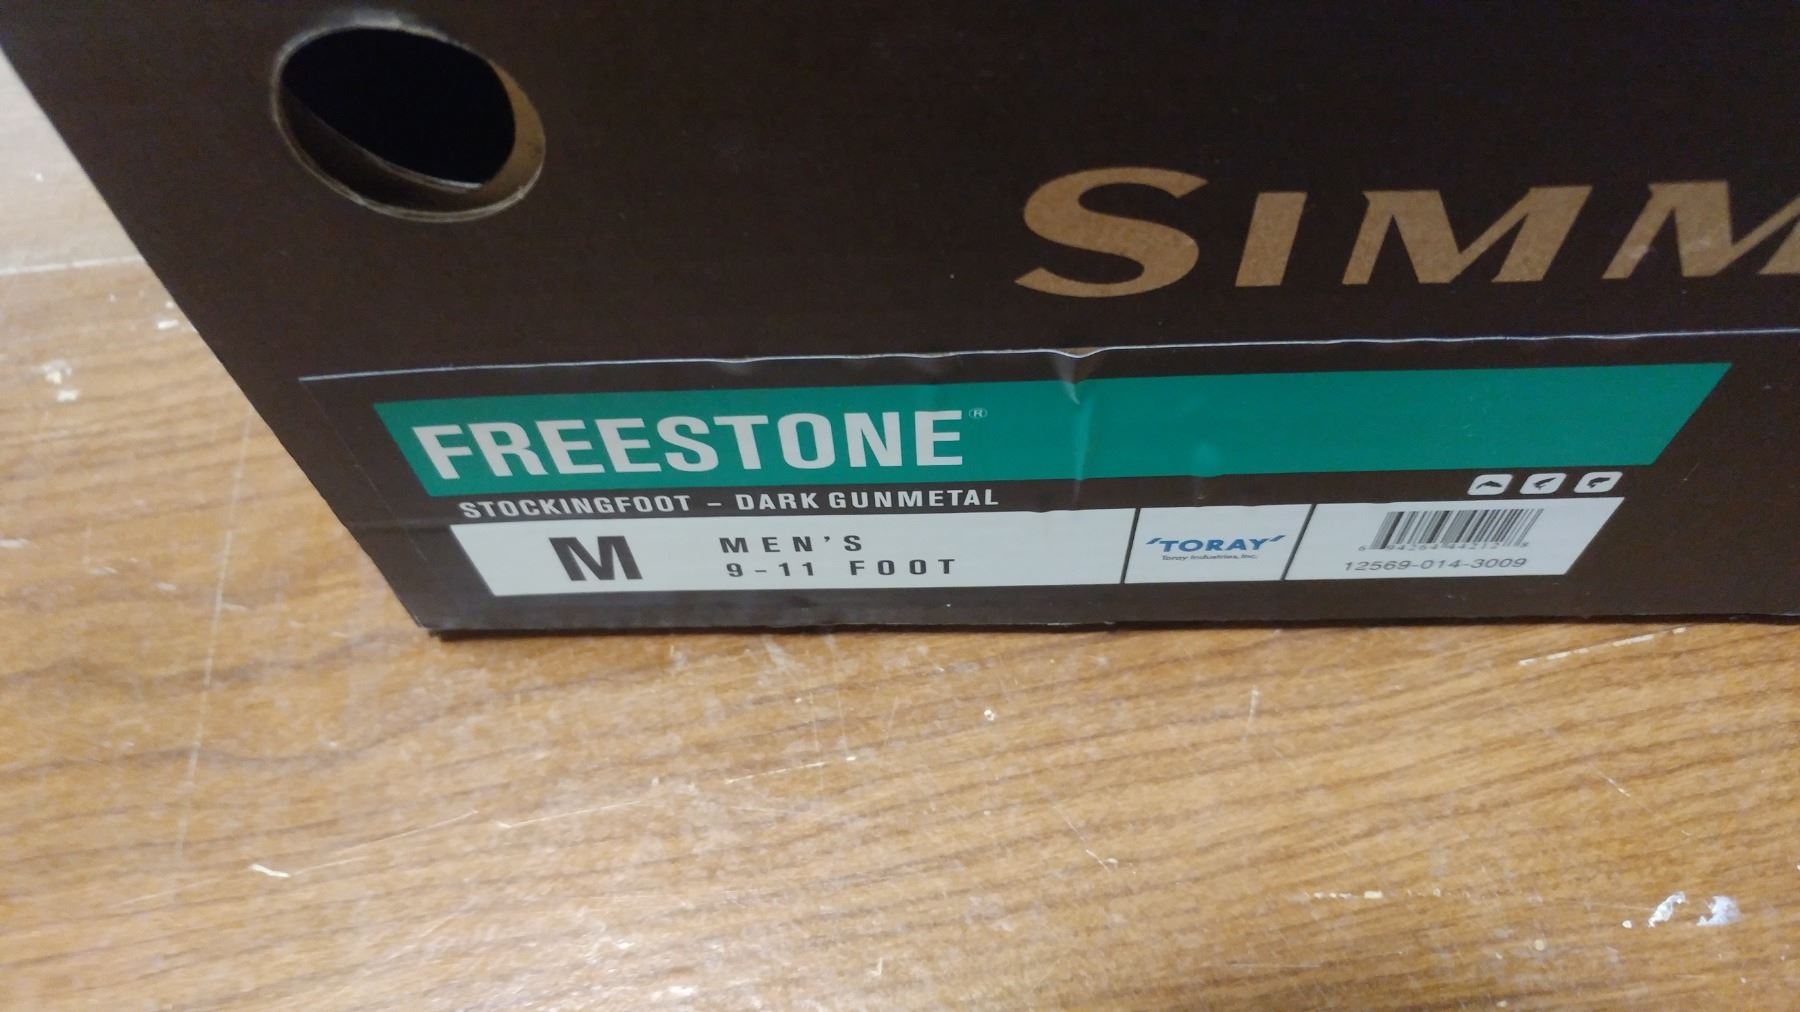 SIMM
FREESTONE®
STOCKINGFOOT – DARK GUNMETAL
M
MEN'S
9-11 FOOT
"TORAY"
Toray Industries, Inc.
12569-014-3009